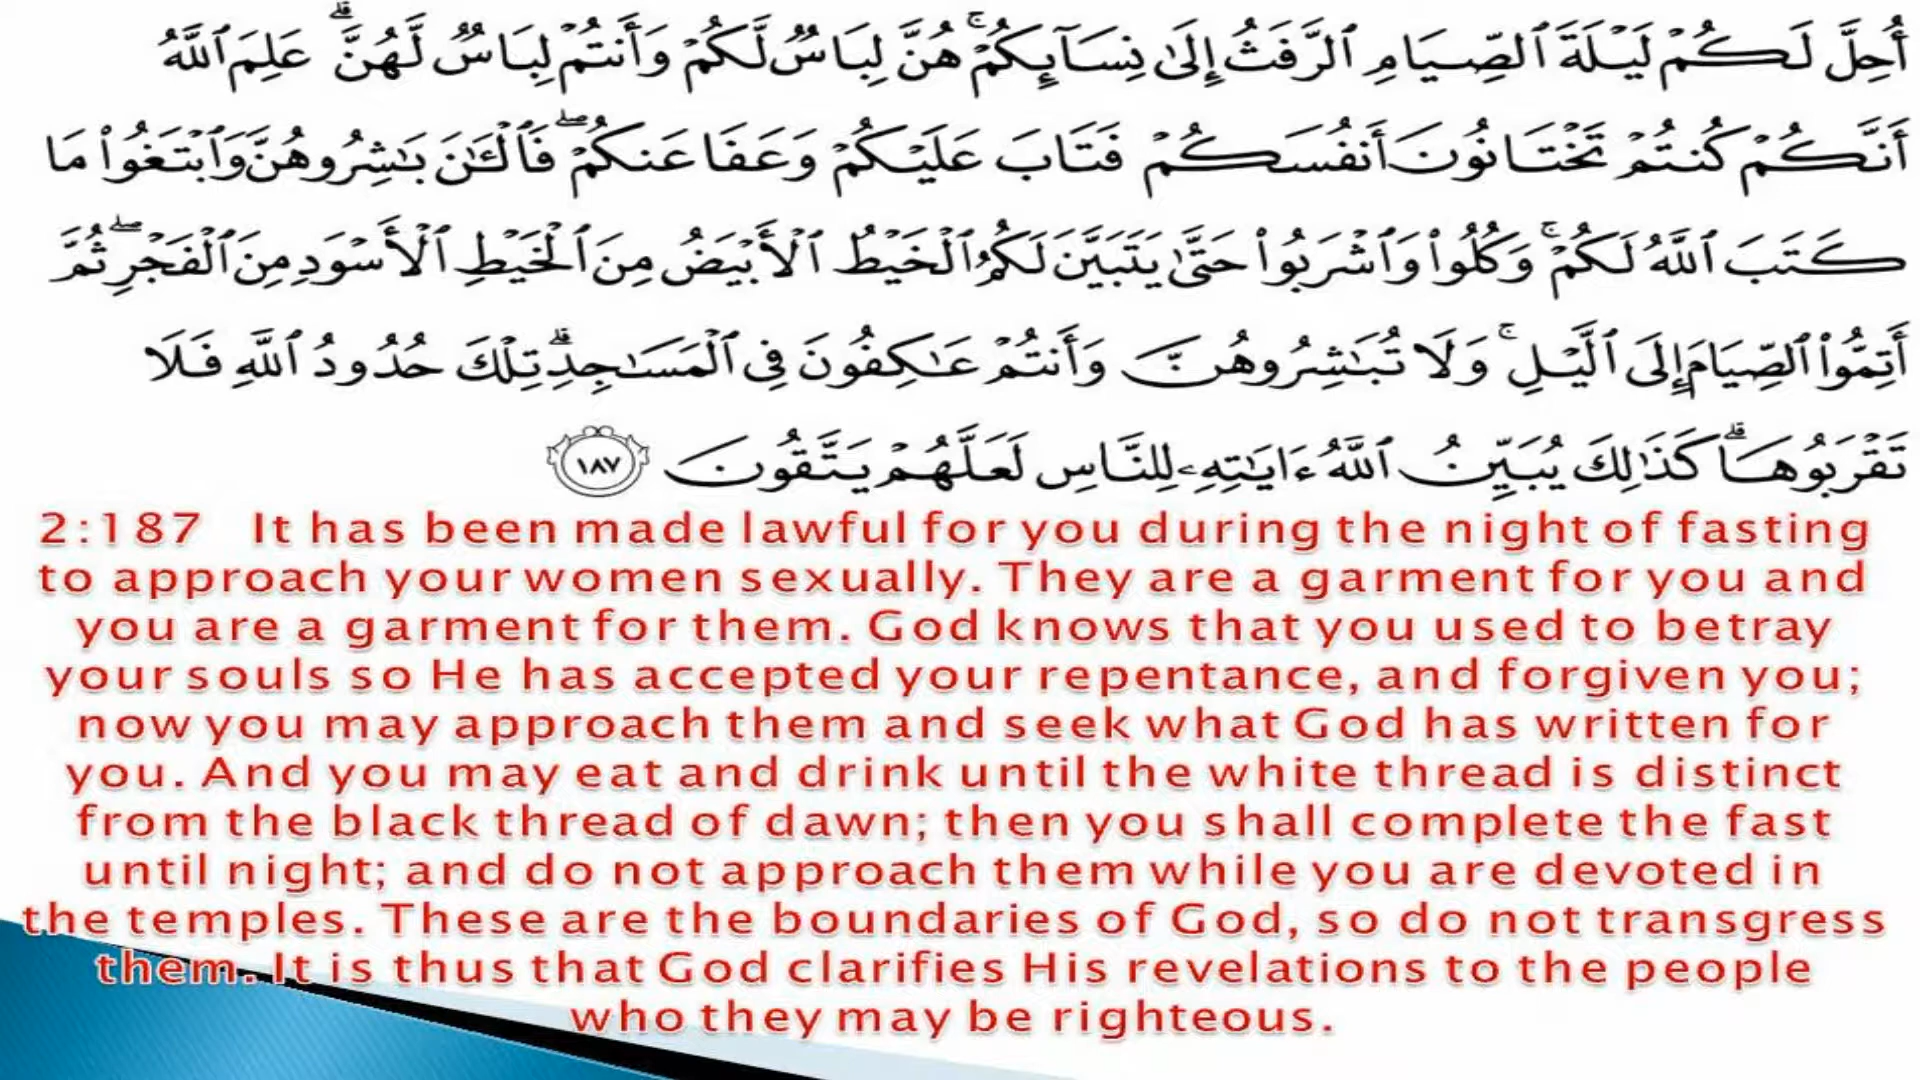 أُحِلَّ لَكُمْ لَيْلَةَ ٱلصِّيَامِ ٱلرَّفَثُ إِلَىٰ نِسَآئِكُمْ ۚ هُنَّ لِبَاسٌ لَّكُمْ وَأَنتُمْ لِبَاسٌ لَّهُنَّ ۗ عَلِمَ ٱللَّهُ
أَنَّكُمْ كُنتُمْ تَخْتَانُونَ أَنفُسَكُمْ فَتَابَ عَلَيْكُمْ وَعَفَا عَنكُمْ ۖ فَٱلْـَٰٔنَ بَـٰشِرُوهُنَّ وَٱبْتَغُوا۟ مَا
كَتَبَ ٱللَّهُ لَكُمْ ۚ وَكُلُوا۟ وَٱشْرَبُوا۟ حَتَّىٰ يَتَبَيَّنَ لَكُمُ ٱلْخَيْطُ ٱلْأَبْيَضُ مِنَ ٱلْخَيْطِ ٱلْأَسْوَدِ مِنَ ٱلْفَجْرِ ۖ ثُمَّ
أَتِمُّوا۟ ٱلصِّيَامَ إِلَى ٱلَّيْلِ ۚ وَلَا تُبَـٰشِرُوهُنَّ وَأَنتُمْ عَـٰكِفُونَ فِى ٱلْمَسَـٰجِدِ ۗ تِلْكَ حُدُودُ ٱللَّهِ فَلَا
تَقْرَبُوهَا ۗ كَذَٰلِكَ يُبَيِّنُ ٱللَّهُ ءَايَـٰتِهِۦ لِلنَّاسِ لَعَلَّهُمْ يَتَّقُونَ ١٨٧
2:187 It has been made lawful for you during the night of fasting
to approach your women sexually. They are a garment for you and
you are a garment for them. God knows that you used to betray
your souls so He has accepted your repentance, and forgiven you;
now you may approach them and seek what God has written for
you. And you may eat and drink until the white thread is distinct
from the black thread of dawn; then you shall complete the fast
until night; and do not approach them while you are devoted in
the temples. These are the boundaries of God, so do not transgress
them. It is thus that God clarifies His revelations to the people
who they may be righteous.